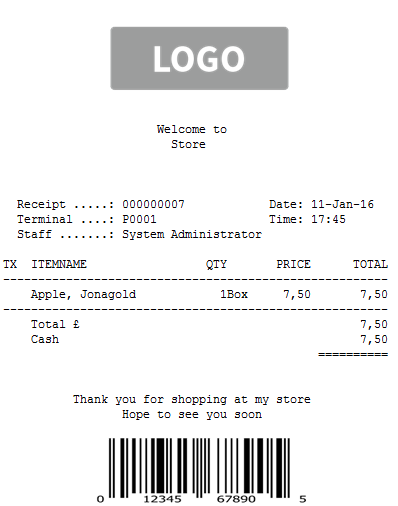 LOGO
Welcome to
Store
Receipt .....: 000000007 Date: 11-Jan-16
Terminal ....: P0001 Time: 17:45
Staff .......: System Administrator
TX ITEMNAME QTY PRICE TOTAL
Apple, Jonagold 1Box 7,50 7,50
Total £ 7,50
Cash 7,50
==========
Thank you for shopping at my store
Hope to see you soon
0 12345 67890 5